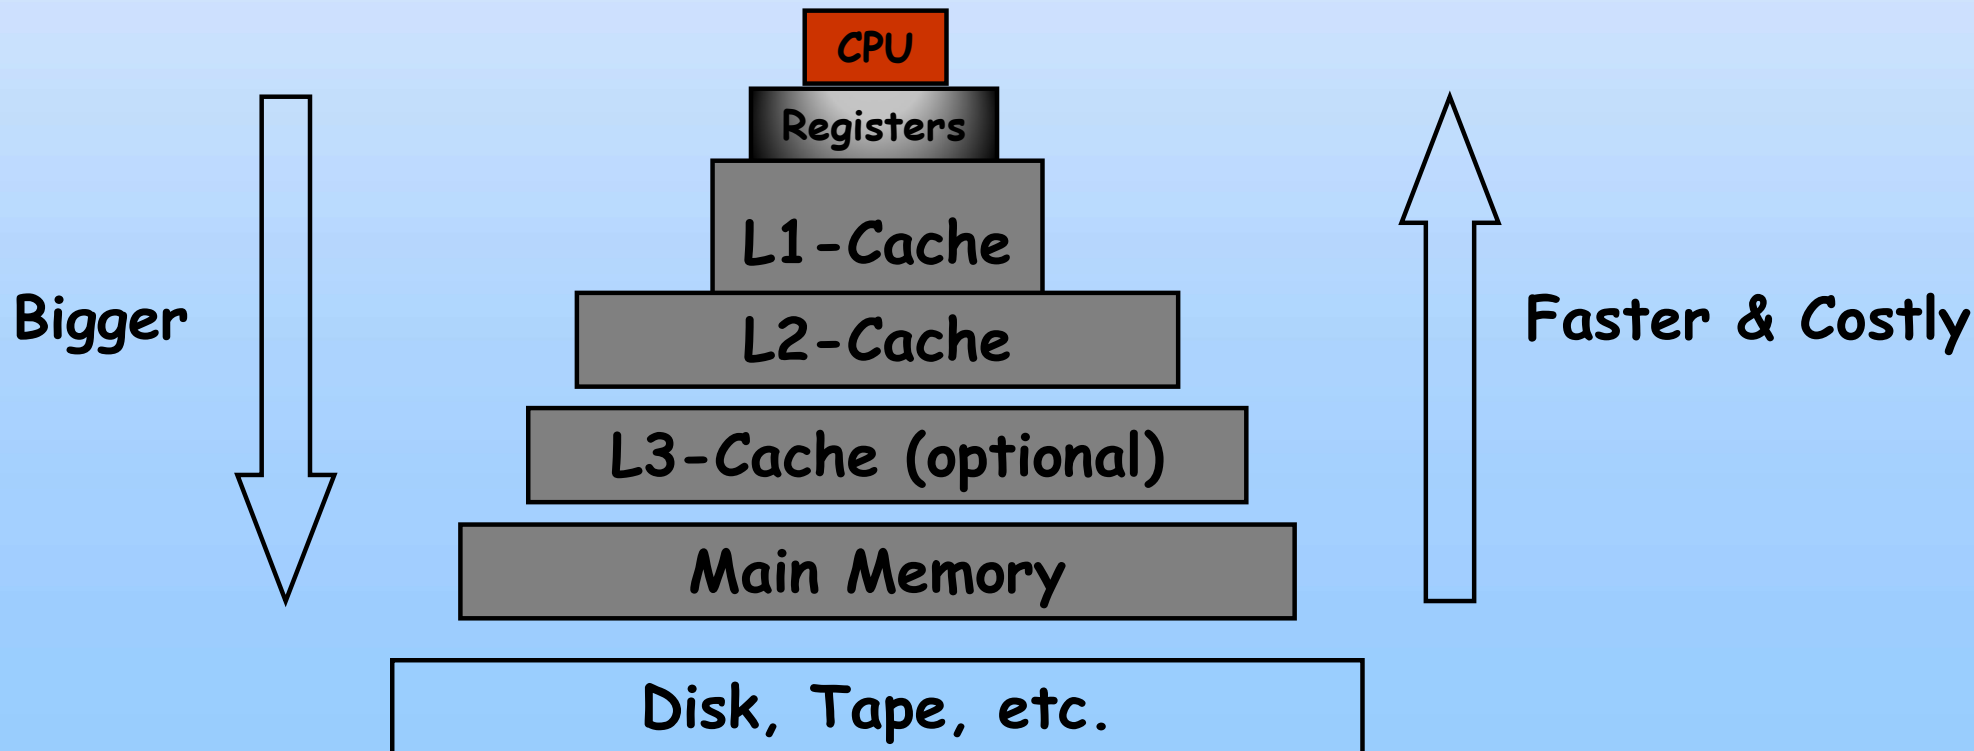 CPU
Registers
L1-Cache
Bigger
Faster & Costly
L2-Cache
L3-Cache (optional)
Main Memory
Disk, Tape, etc.